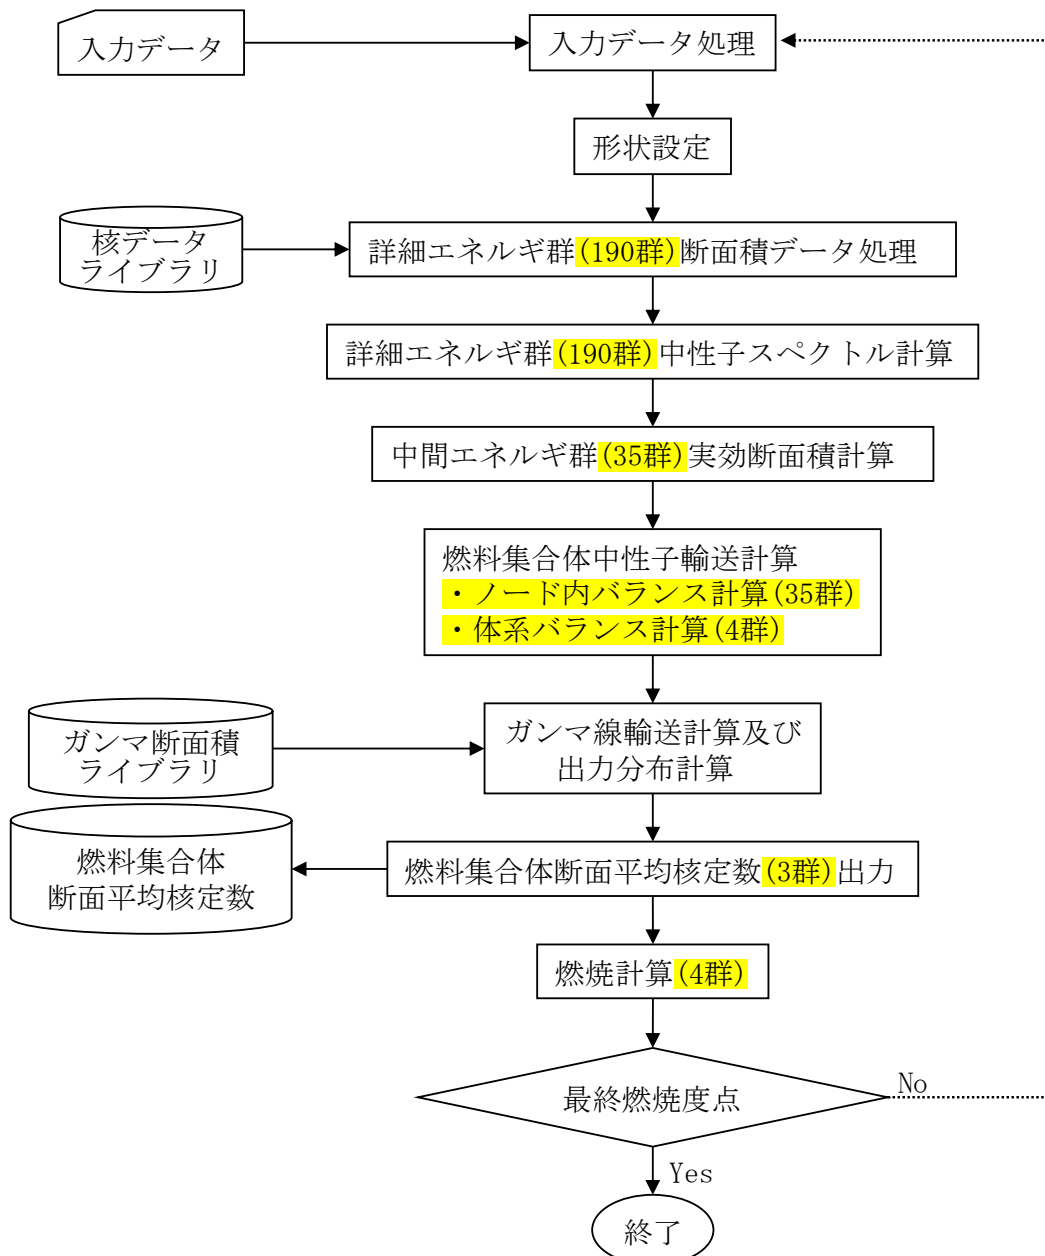 入力データ
入力データ処理
形状設定
核データ
ライブラリ
詳細エネルギ群(190群)断面積データ処理
詳細エネルギ群(190群)中性子スペクトル計算
中間エネルギ群(35群)実効断面積計算
燃料集合体中性子輸送計算
・ノード内バランス計算(35群)
・体系バランス計算(4群)
ガンマ断面積
ライブラリ
ガンマ線輸送計算及び
出力分布計算
燃料集合体
断面平均核定数
燃料集合体断面平均核定数(3群)出力
燃焼計算(4群)
最終燃焼度点
No
Yes
終了